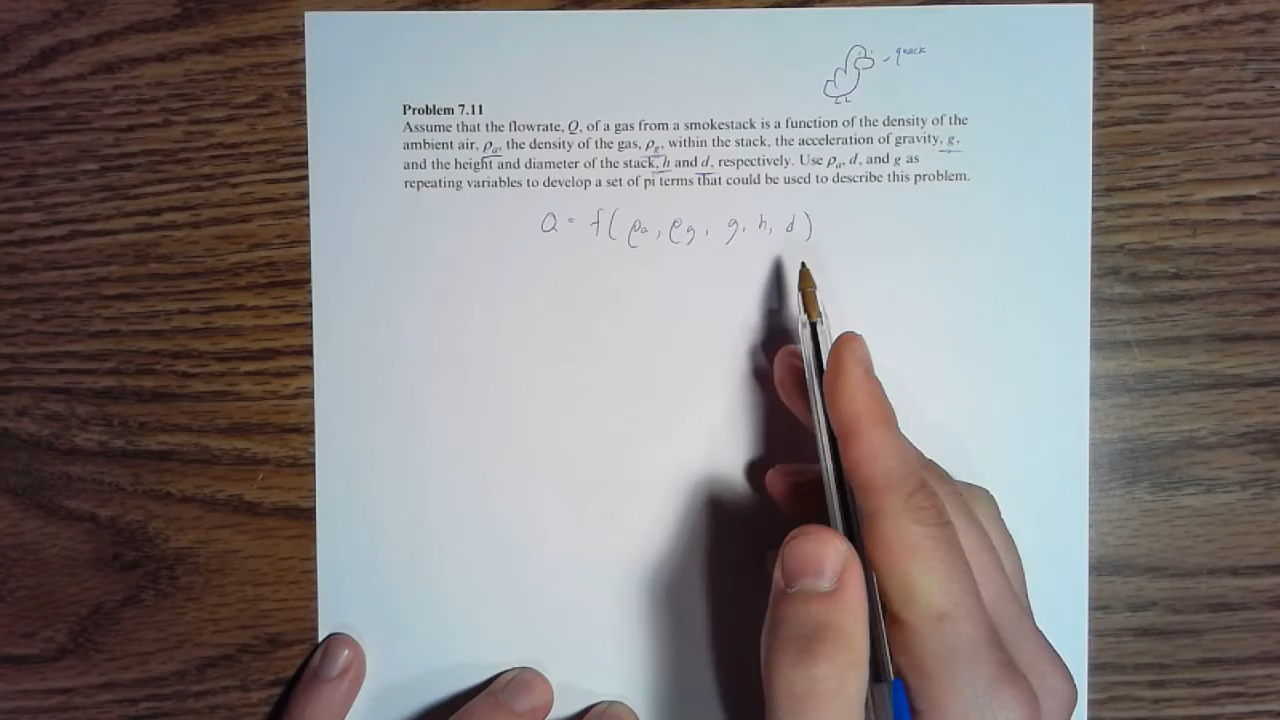 - quack
Problem 7.11
Assume that the flowrate, Q, of a gas from a smokestack is a function of the density of the
ambient air, ρa, the density of the gas, ρg, within the stack, the acceleration of gravity, g,
and the height and diameter of the stack, h and d, respectively. Use ρa, d, and g as
repeating variables to develop a set of pi terms that could be used to describe this problem.
Q = f( ρa, ρg, g, h, d )